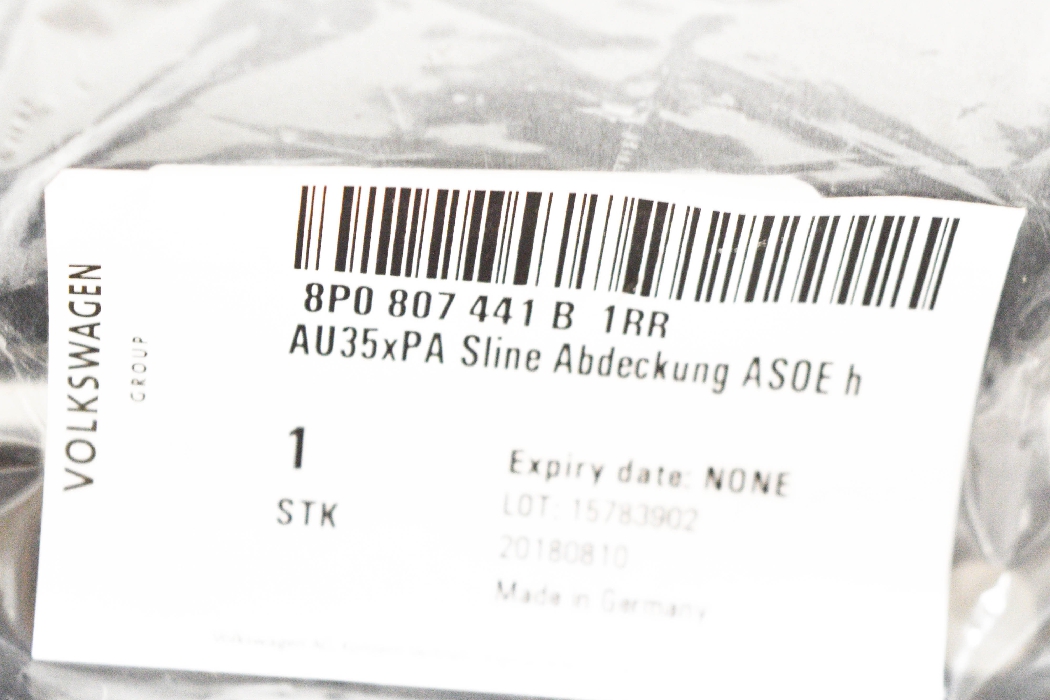 VOLKSWAGEN
GROUP
8P0 807 441 B 1RR
AU35xPA Sline Abdeckung ASOE h
1
STK
Expiry date: NONE
LOT: 15783902
20180810
Made in Germany